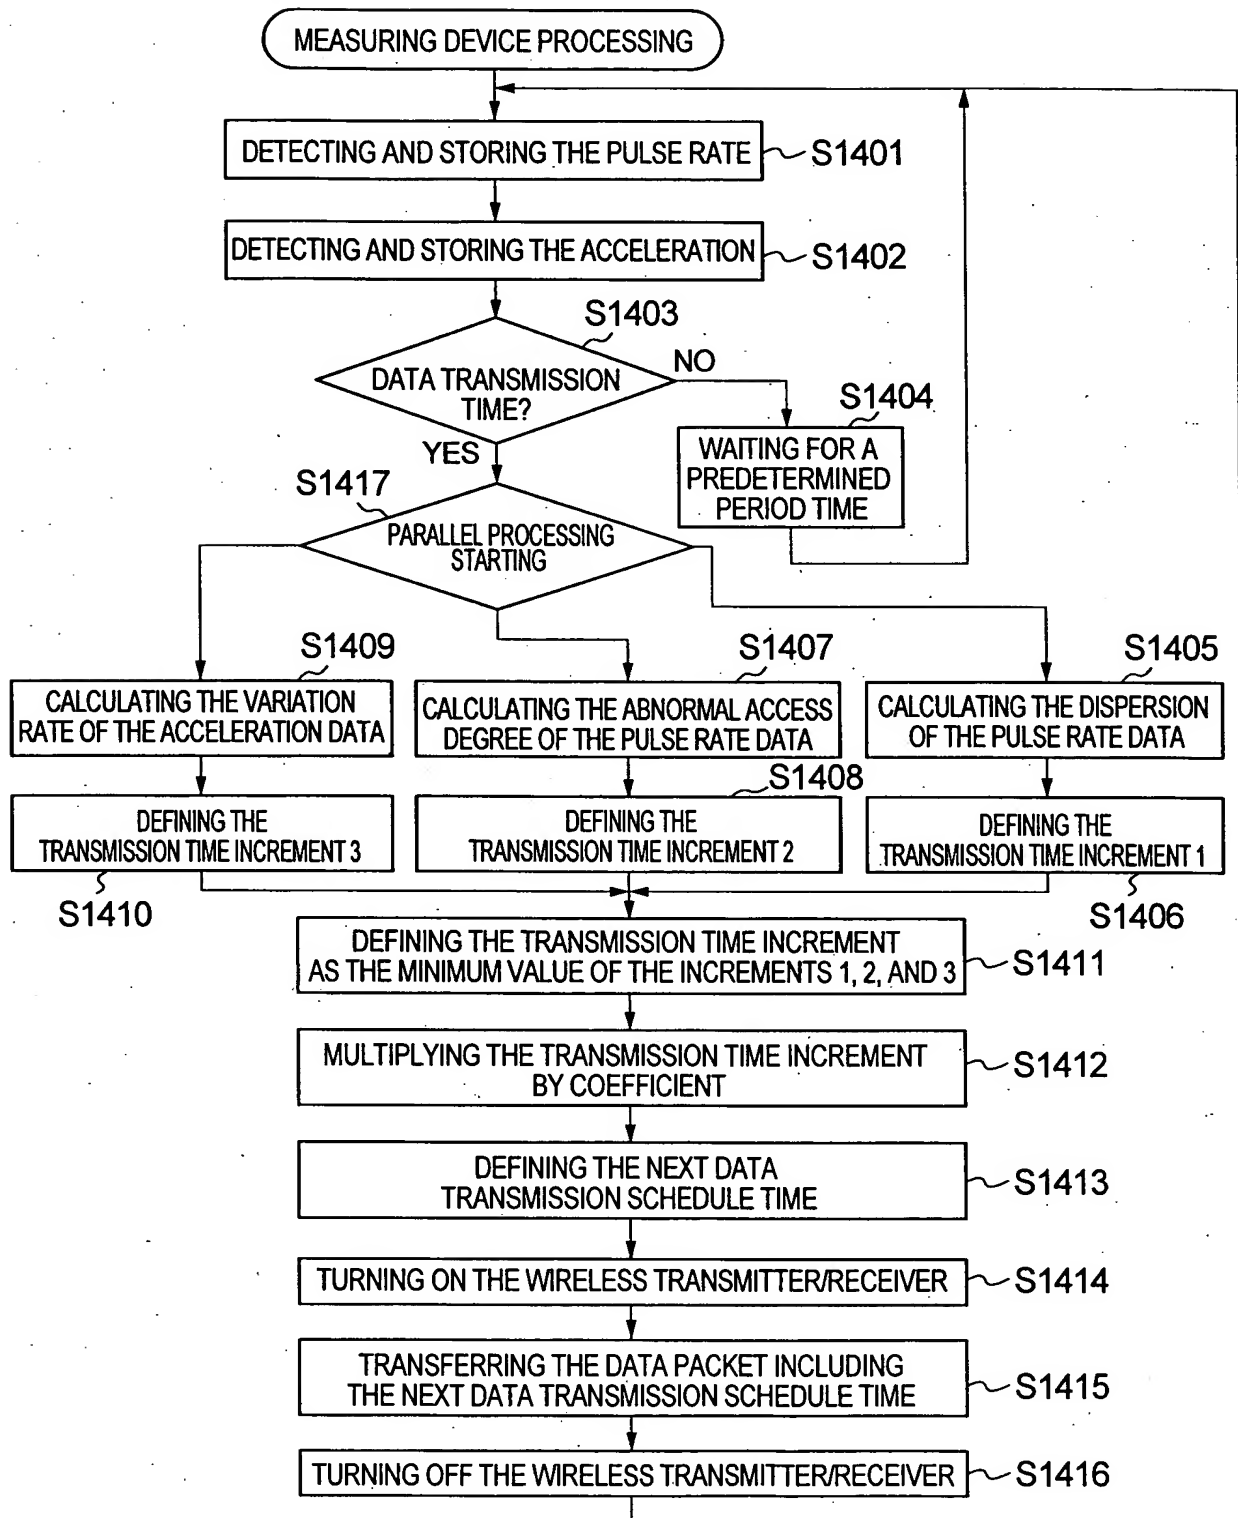 MEASURING DEVICE PROCESSING
DETECTING AND STORING THE PULSE RATE
S1401
DETECTING AND STORING THE ACCELERATION
S1402
S1403
DATA TRANSMISSION
TIME?
NO
YES
S1404
WAITING FOR A
PREDETERMINED
PERIOD TIME
S1417
PARALLEL PROCESSING
STARTING
S1409
CALCULATING THE VARIATION
RATE OF THE ACCELERATION DATA
S1407
CALCULATING THE ABNORMAL ACCESS
DEGREE OF THE PULSE RATE DATA
S1405
CALCULATING THE DISPERSION
OF THE PULSE RATE DATA
DEFINING THE
TRANSMISSION TIME INCREMENT 3
S1410
S1408
DEFINING THE
TRANSMISSION TIME INCREMENT 2
DEFINING THE
TRANSMISSION TIME INCREMENT 1
S1406
DEFINING THE TRANSMISSION TIME INCREMENT
AS THE MINIMUM VALUE OF THE INCREMENTS 1, 2, AND 3
S1411
MULTIPLYING THE TRANSMISSION TIME INCREMENT
BY COEFFICIENT
S1412
DEFINING THE NEXT DATA
TRANSMISSION SCHEDULE TIME
S1413
TURNING ON THE WIRELESS TRANSMITTER/RECEIVER
S1414
TRANSFERRING THE DATA PACKET INCLUDING
THE NEXT DATA TRANSMISSION SCHEDULE TIME
S1415
TURNING OFF THE WIRELESS TRANSMITTER/RECEIVER
S1416